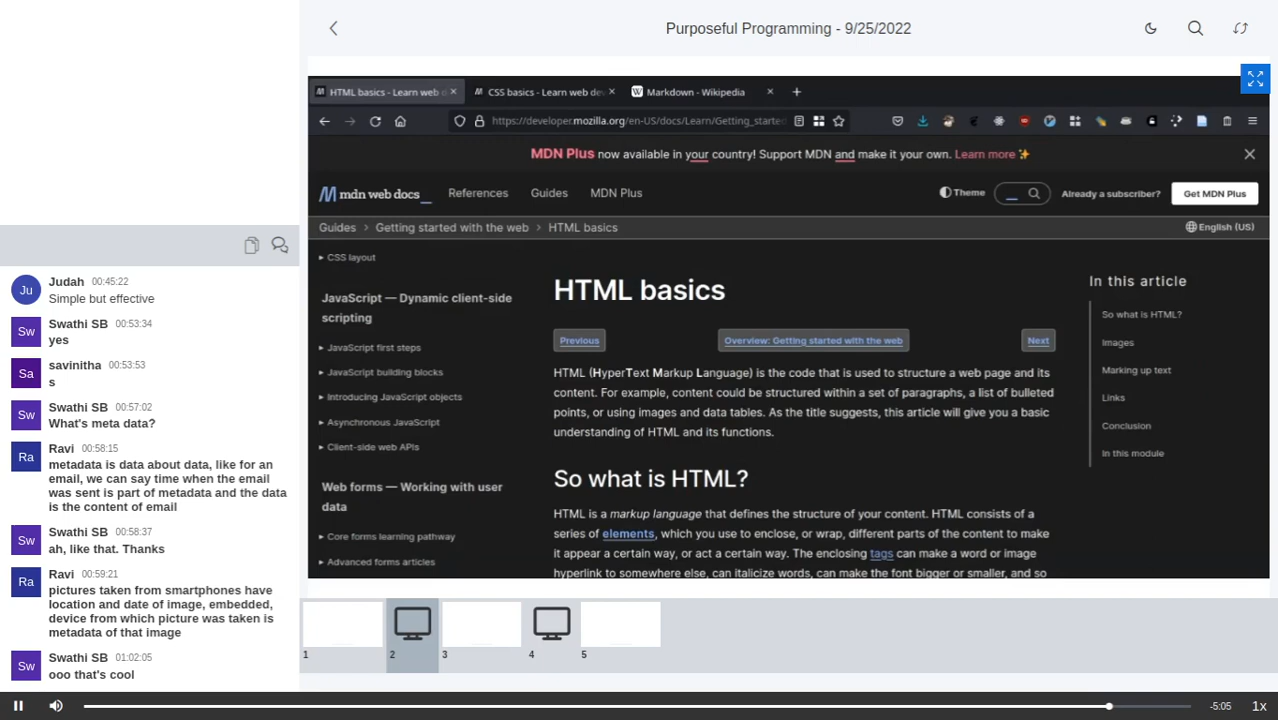 Purposeful Programming - 9/25/2022
HTML basics - Learn web d
CSS basics - Learn web dev
Markdown - Wikipedia
https://developer.mozilla.org/en-US/docs/Learn/Getting_starte
MDN Plus now available in your country! Support MDN and make it your own. Learn more ✨
mdn web docs_
References
Guides
MDN Plus
Theme
Already a subscriber?
Get MDN Plus
Guides > Getting started with the web > HTML basics
English (US)
CSS layout
JavaScript — Dynamic client-side
scripting
JavaScript first steps
JavaScript building blocks
Introducing JavaScript objects
Asynchronous JavaScript
Client-side web APIs
Web forms — Working with user
data
Core forms learning pathway
Advanced forms articles
HTML basics
Previous
Overview: Getting started with the web
Next
HTML (HyperText Markup Language) is the code that is used to structure a web page and its
content. For example, content could be structured within a set of paragraphs, a list of bulleted
points, or using images and data tables. As the title suggests, this article will give you a basic
understanding of HTML and its functions.
So what is HTML?
HTML is a markup language that defines the structure of your content. HTML consists of a
series of elements, which you use to enclose, or wrap, different parts of the content to make
it appear a certain way, or act a certain way. The enclosing tags can make a word or image
hyperlink to somewhere else, can italicize words, can make the font bigger or smaller, and so
In this article
So what is HTML?
Images
Marking up text
Links
Conclusion
In this module
Ju
Judah 00:45:22
Simple but effective
Sw
Swathi SB 00:53:34
yes
Sa
savinitha 00:53:53
s
Sw
Swathi SB 00:57:02
What's meta data?
Ra
Ravi 00:58:15
metadata is data about data, like for an
email, we can say time when the email
was sent is part of metadata and the data
is the content of email
Sw
Swathi SB 00:58:37
ah, like that. Thanks
Ra
Ravi 00:59:21
pictures taken from smartphones have
location and date of image, embedded,
device from which picture was taken is
metadata of that image
Sw
Swathi SB 01:02:05
ooo that's cool
1
2
3
4
5
-5:05
1x